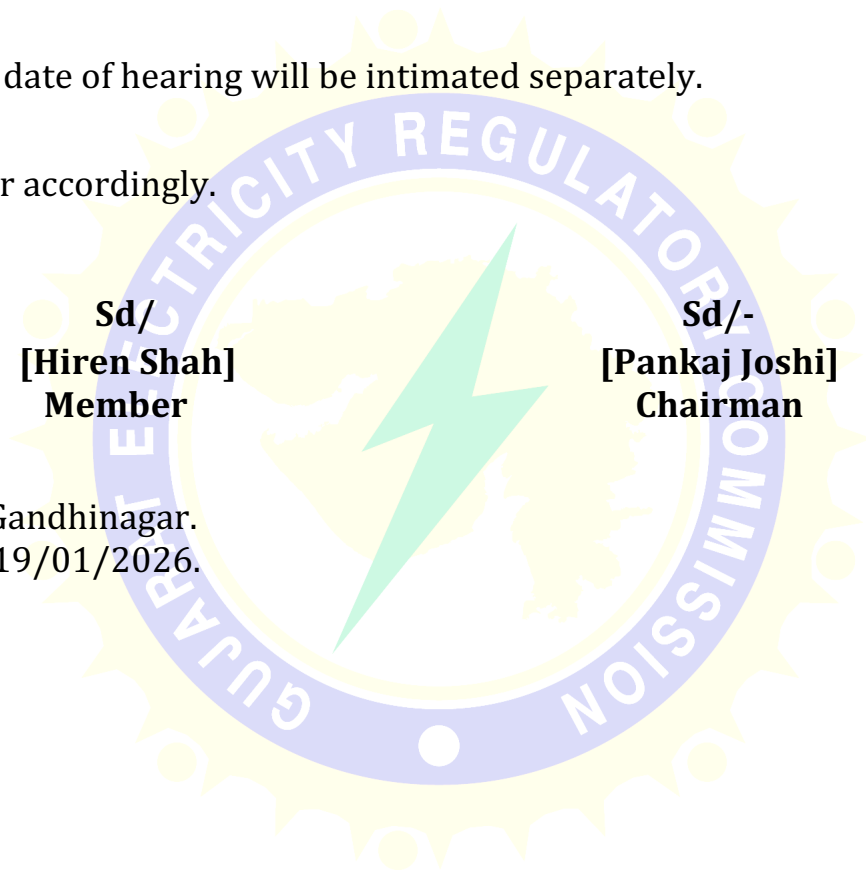 date of hearing will be intimated separately.
r accordingly.
Sd/ Sd/-
[Hiren Shah] [Pankaj Joshi]
Member Chairman
Gandhinagar.
19/01/2026.
GUJARAT ELECTRICITY REGULATORY COMMISSION